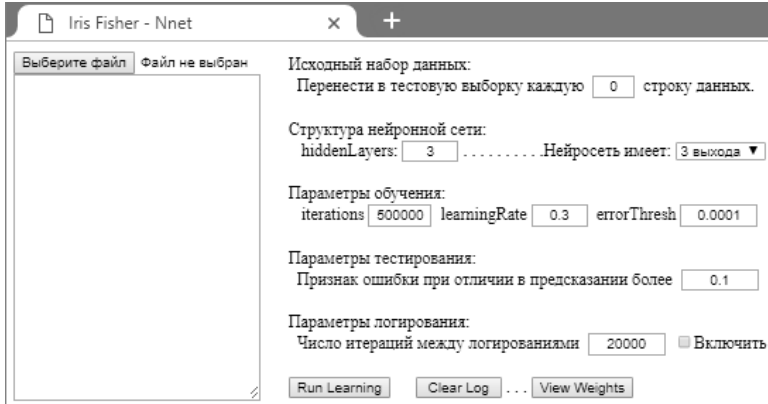 Iris Fisher - Nnet × +
Выберите файл Файл не выбран
Исходный набор данных:
Перенести в тестовую выборку каждую 0 строку данных.
Структура нейронной сети:
hiddenLayers: 3 . . . . . . . . . . Нейросеть имеет: 3 выхода ▼
Параметры обучения:
iterations 500000 learningRate 0.3 errorThresh 0.0001
Параметры тестирования:
Признак ошибки при отличии в предсказании более 0.1
Параметры логирования:
Число итераций между логированиями 20000 Включить
Run Learning Clear Log . . . View Weights